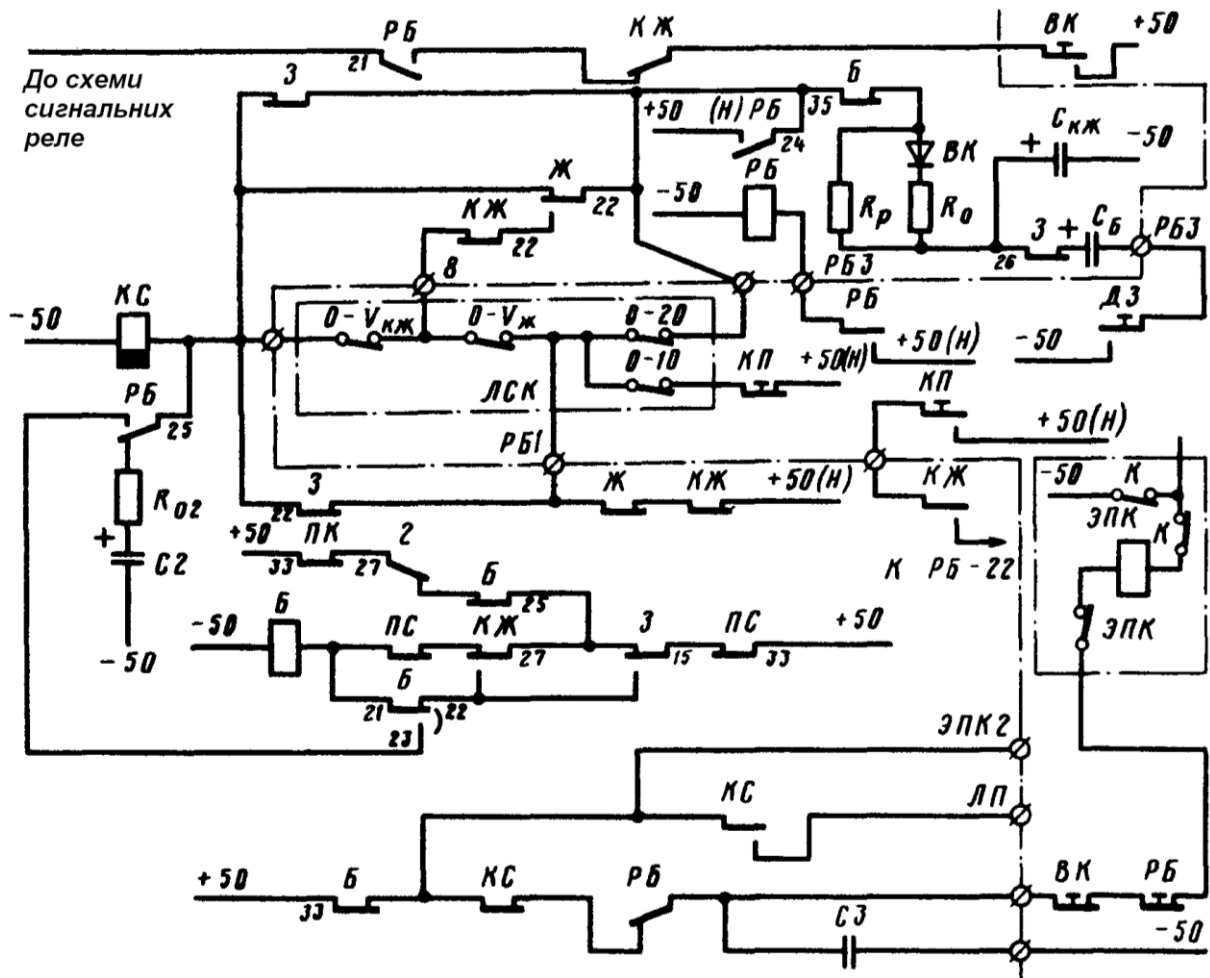 РБ
КЖ
ВК
+50
21
До схеми
сигнальних
реле
3
+50
(Н)
РБ
24
35
Б
Cкж
+
-50
РБ
ВК
Ж
22
-50
КЖ
22
Rр
Rо
3
+
CБ
26
РБ3
8
РБ3
КС
-50
0-Vкж
0-Vж
0-20
РБ
ДЗ
+50(Н)
-50
0-10
КП
+50(Н)
РБ
25
ЛСК
КП
+50(Н)
РБ1
Rо2
3
22
Ж
КЖ
+50(Н)
КЖ
-50
К
ЭПК
К
+
С2
+50
ПК
33
27
2
Б
25
К РБ-22
-50
Б
-50
ПС
КЖ
27
3
15
ПС
33
+50
ЭПК
Б
21
)22
23
ЭПК2
КС
ЛП
+50
Б
33
КС
РБ
ВК
РБ
С3
-50